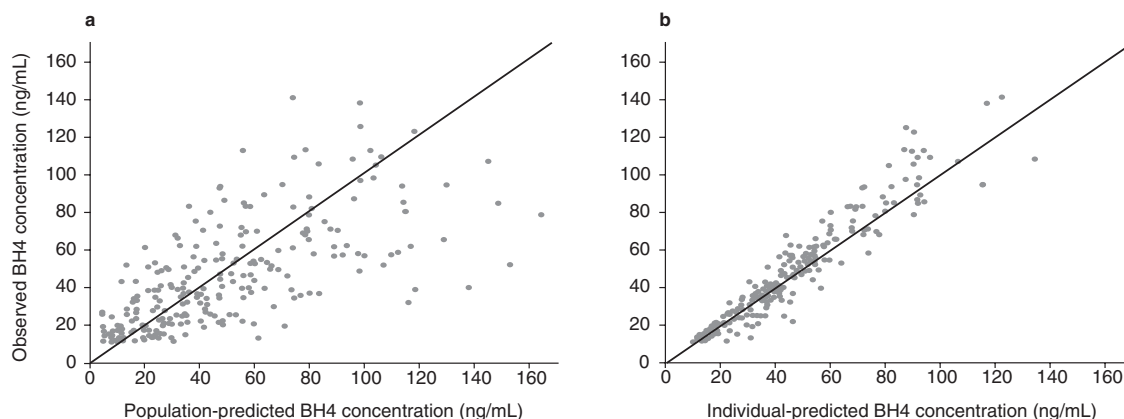 a
b
Observed BH4 concentration (ng/mL)
160
140
120
100
80
60
40
20
0
0 20 40 60 80 100 120 140 160
Population-predicted BH4 concentration (ng/mL)
160
140
120
100
80
60
40
20
0
0 20 40 60 80 100 120 140 160
Individual-predicted BH4 concentration (ng/mL)